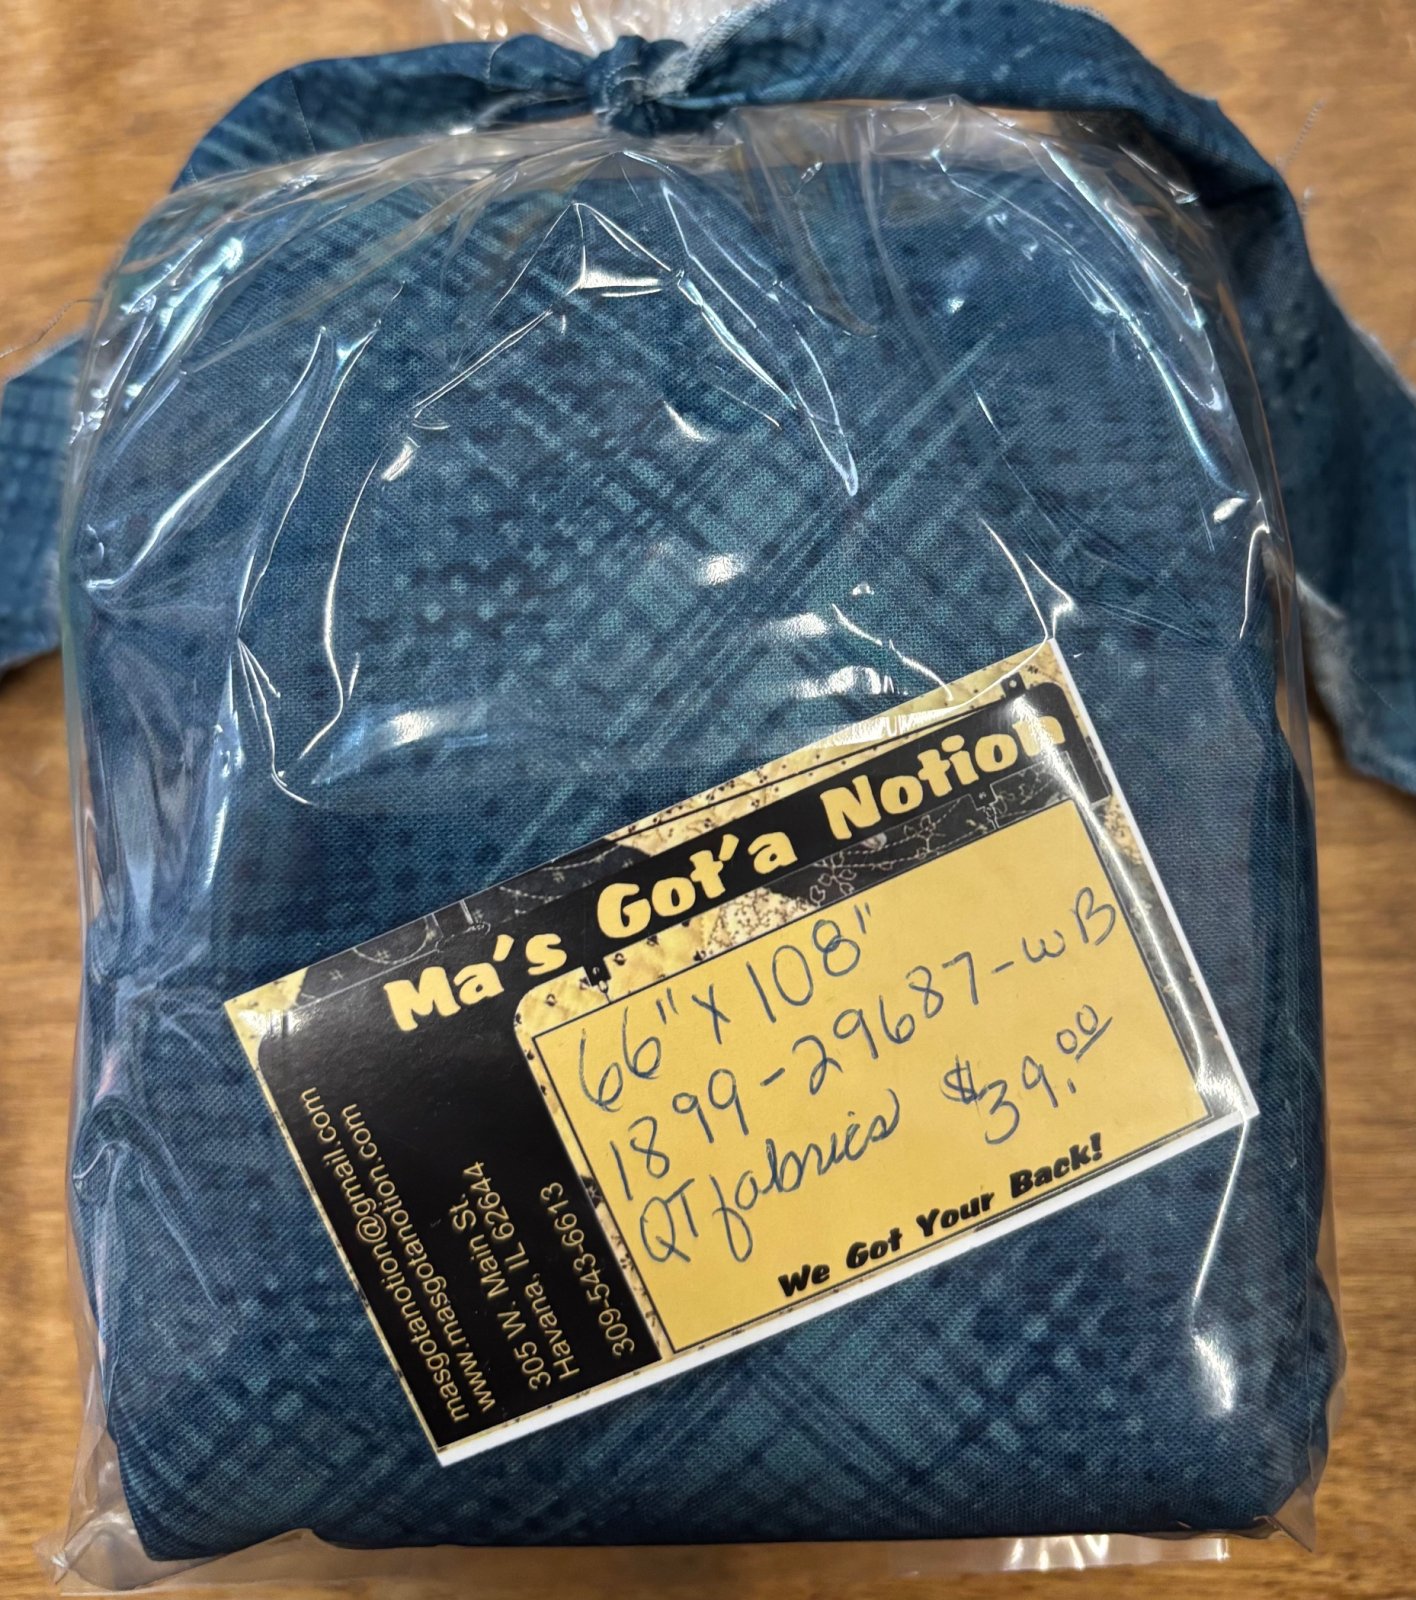 Ma's Got'a Notion
66" x 108"
1899-29687-WB
QT fabrics $39.00
We Got Your Back!
masgotanotion@gmail.com
www.masgotanotion.com
305 W. Main St.
Havana, IL 62644
309-543-6613